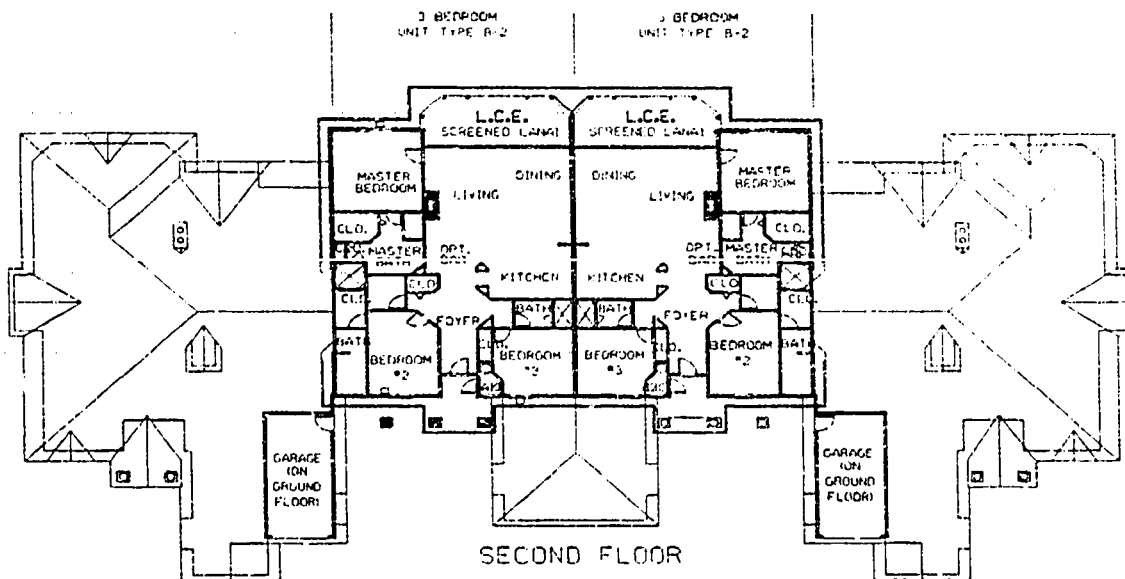 3 BEDROOM
UNIT TYPE B-2
3 BEDROOM
UNIT TYPE B-2
L.C.E.
SCREENED LANAI
L.C.E.
SCREENED LANAI
MASTER
BEDROOM
LIVING
DINING
DINING
LIVING
MASTER
BEDROOM
CLO.
CLO.
MASTER
BATH
OPT.
OPT.
MASTER
BATH
CLO
KITCHEN
KITCHEN
CLO
CLO
CLO
BATH
BATH
FOYER
FOYER
BATH
BEDROOM
#2
CLO.
BEDROOM
#3
BEDROOM
#3
CLO.
BEDROOM
#2
BATH
GARAGE
(ON
GROUND
FLOOR)
GARAGE
(ON
GROUND
FLOOR)
SECOND FLOOR